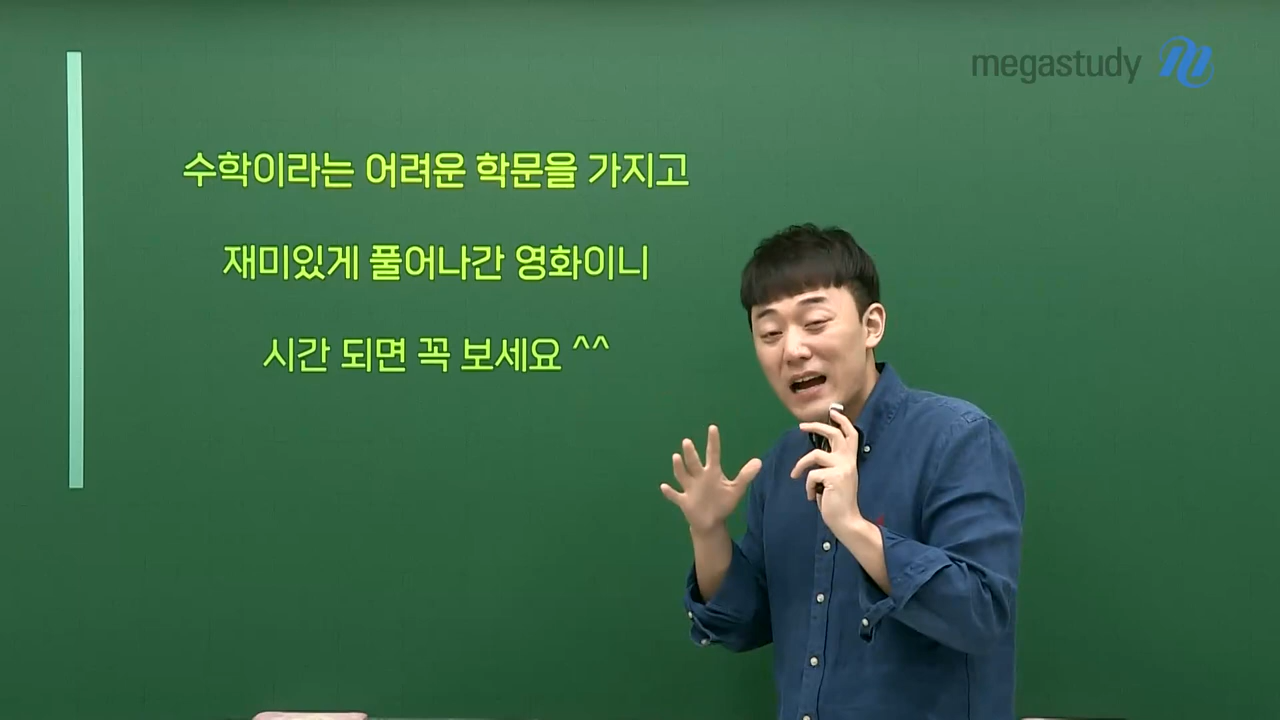 megastudy
수학이라는 어려운 학문을 가지고
재미있게 풀어나간 영화이니
시간 되면 꼭 보세요 ^^